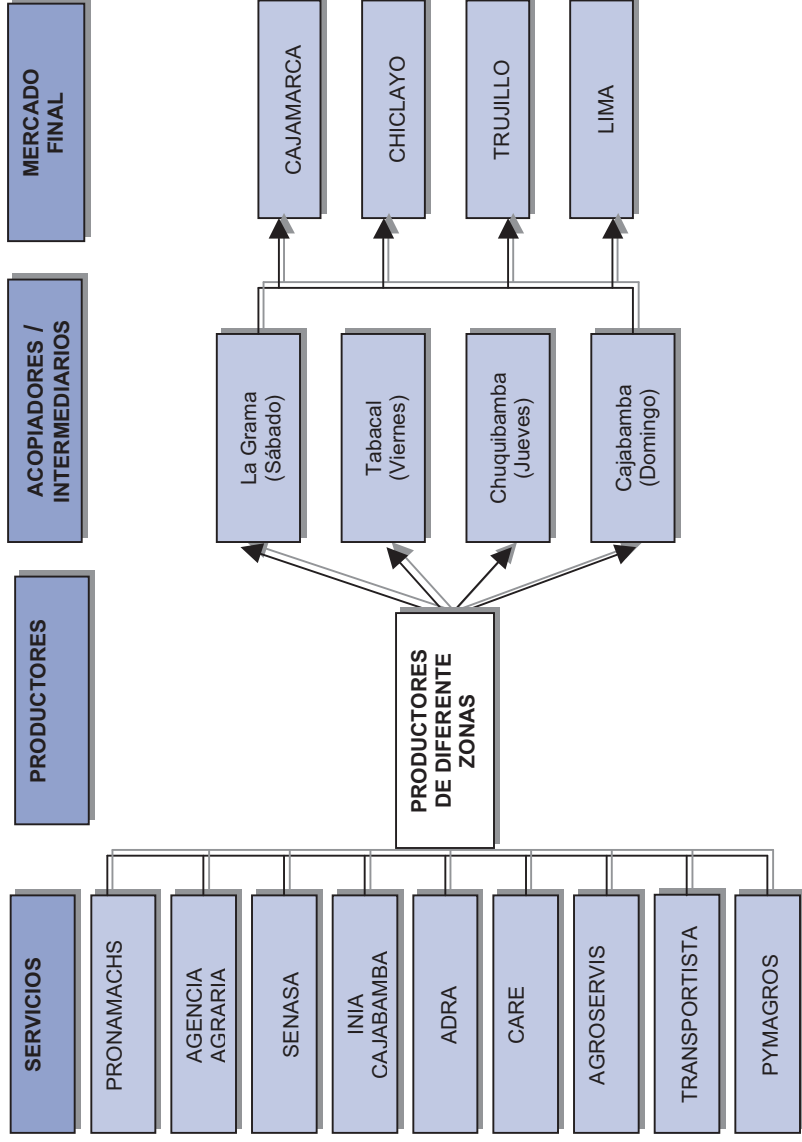 SERVICIOS
PRONAMACHS
AGENCIA
AGRARIA
SENASA
INIA
CAJABAMBA
ADRA
CARE
AGROSERVIS
TRANSPORTISTA
PYMAGROS
PRODUCTORES
PRODUCTORES
DE DIFERENTE
ZONAS
ACOPIADORES /
INTERMEDIARIOS
La Grama
(Sábado)
Tabacal
(Viernes)
Chuquibamba
(Jueves)
Cajabamba
(Domingo)
MERCADO
FINAL
CAJAMARCA
CHICLAYO
TRUJILLO
LIMA